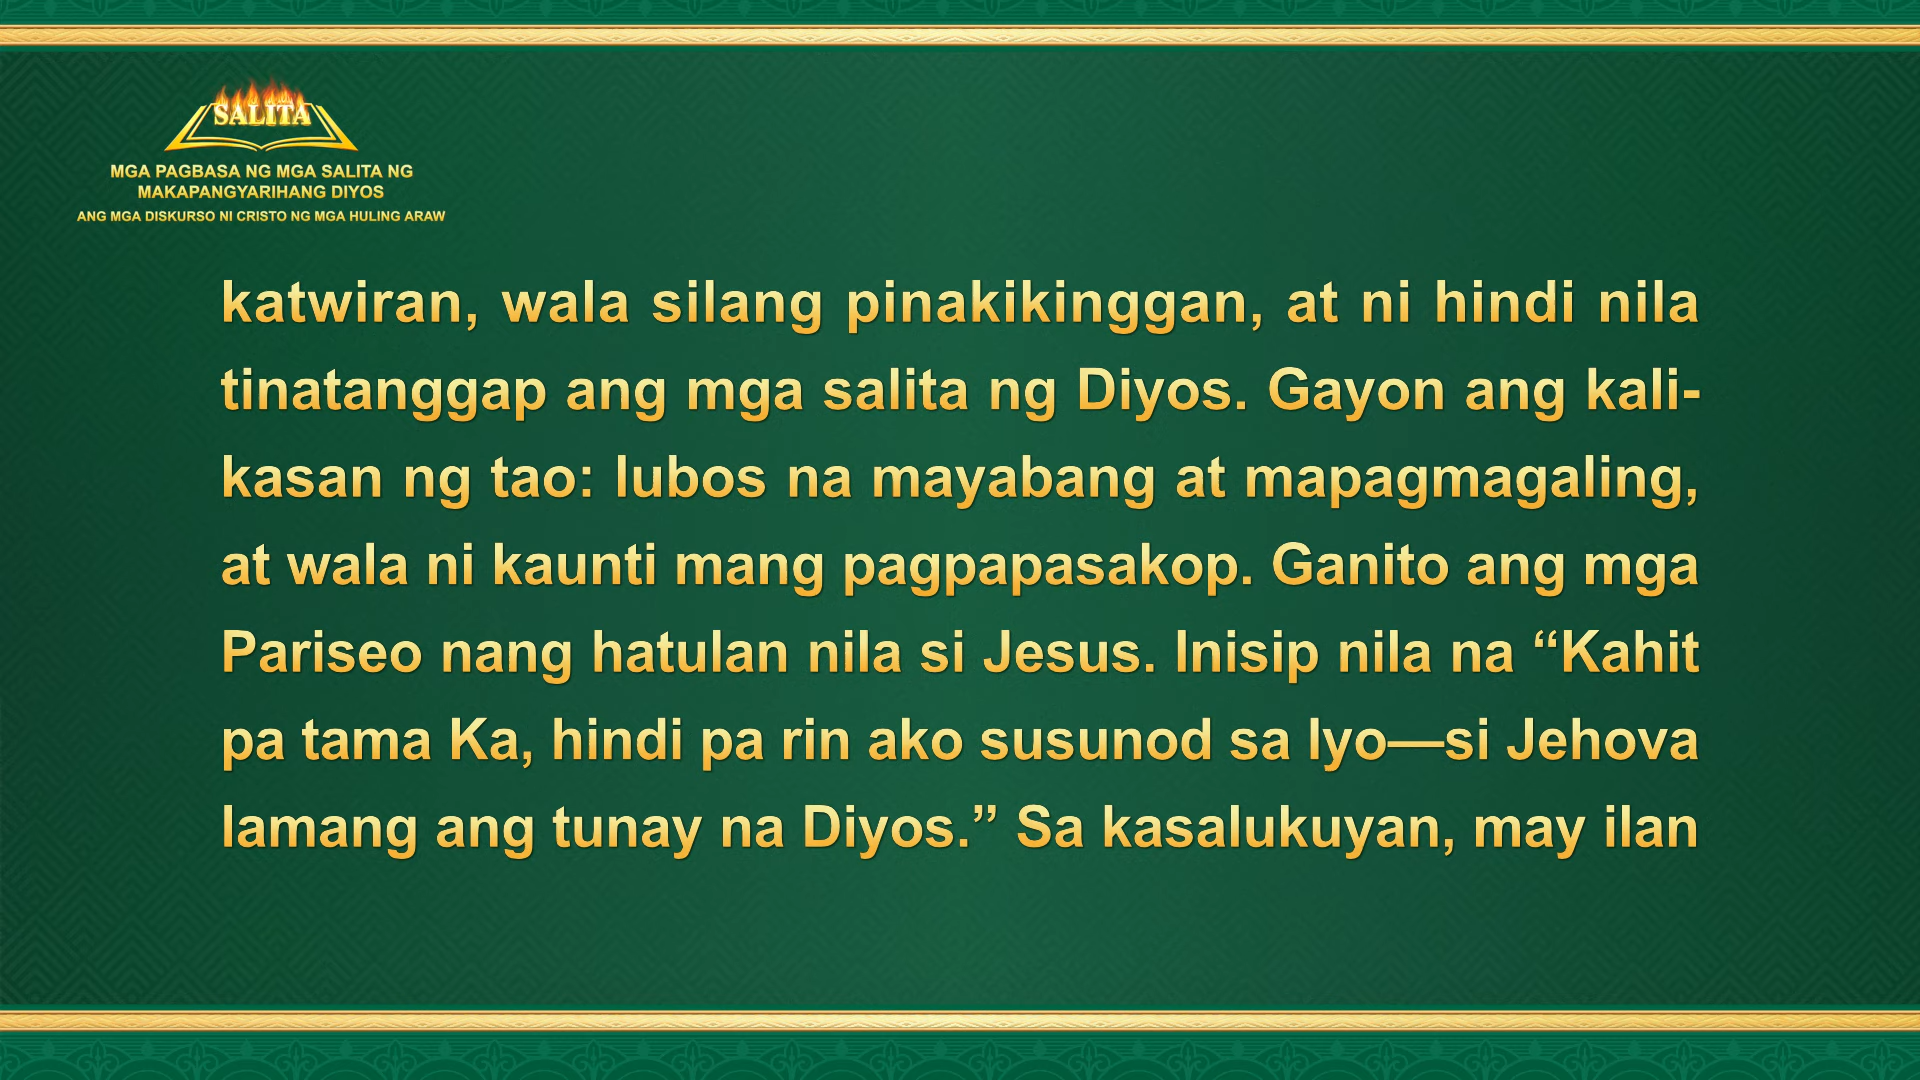 SALITA
MGA PAGBASA NG MGA SALITA NG
MAKAPANGYARIHANG DIYOS
ANG MGA DISKURSO NI CRISTO NG MGA HULING ARAW
katwiran, wala silang pinakikinggan, at ni hindi nila
tinatanggap ang mga salita ng Diyos. Gayon ang kali-
kasan ng tao: lubos na mayabang at mapagmagaling,
at wala ni kaunti mang pagpapasakop. Ganito ang mga
Pariseo nang hatulan nila si Jesus. Inisip nila na “Kahit
pa tama Ka, hindi pa rin ako susunod sa Iyo—si Jehova
lamang ang tunay na Diyos.” Sa kasalukuyan, may ilan